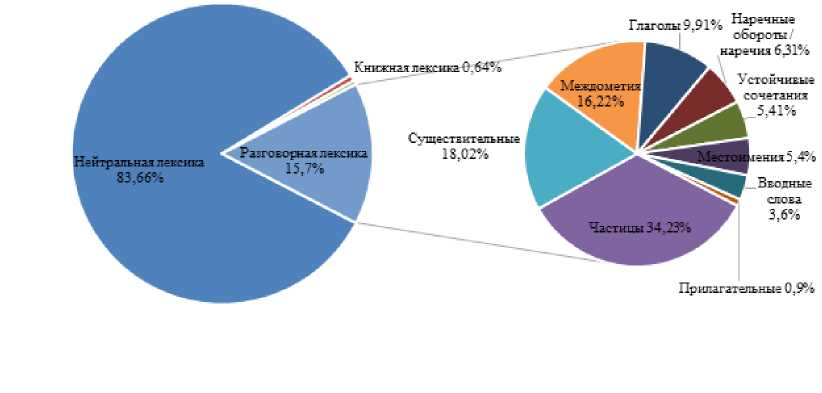 Нейтральная лексика
83,66%
Разговорная лексика
15,7%
Книжная лексика 0,64%
Существительные
18,02%
Междометия
16,22%
Глаголы 9,91%
Наречные
обороты /
наречия 6,31%
Устойчивые
сочетания
5,41%
Местоимения 5,4%
Вводные
слова
3,6%
Прилагательные 0,9%
Частицы 34,23%